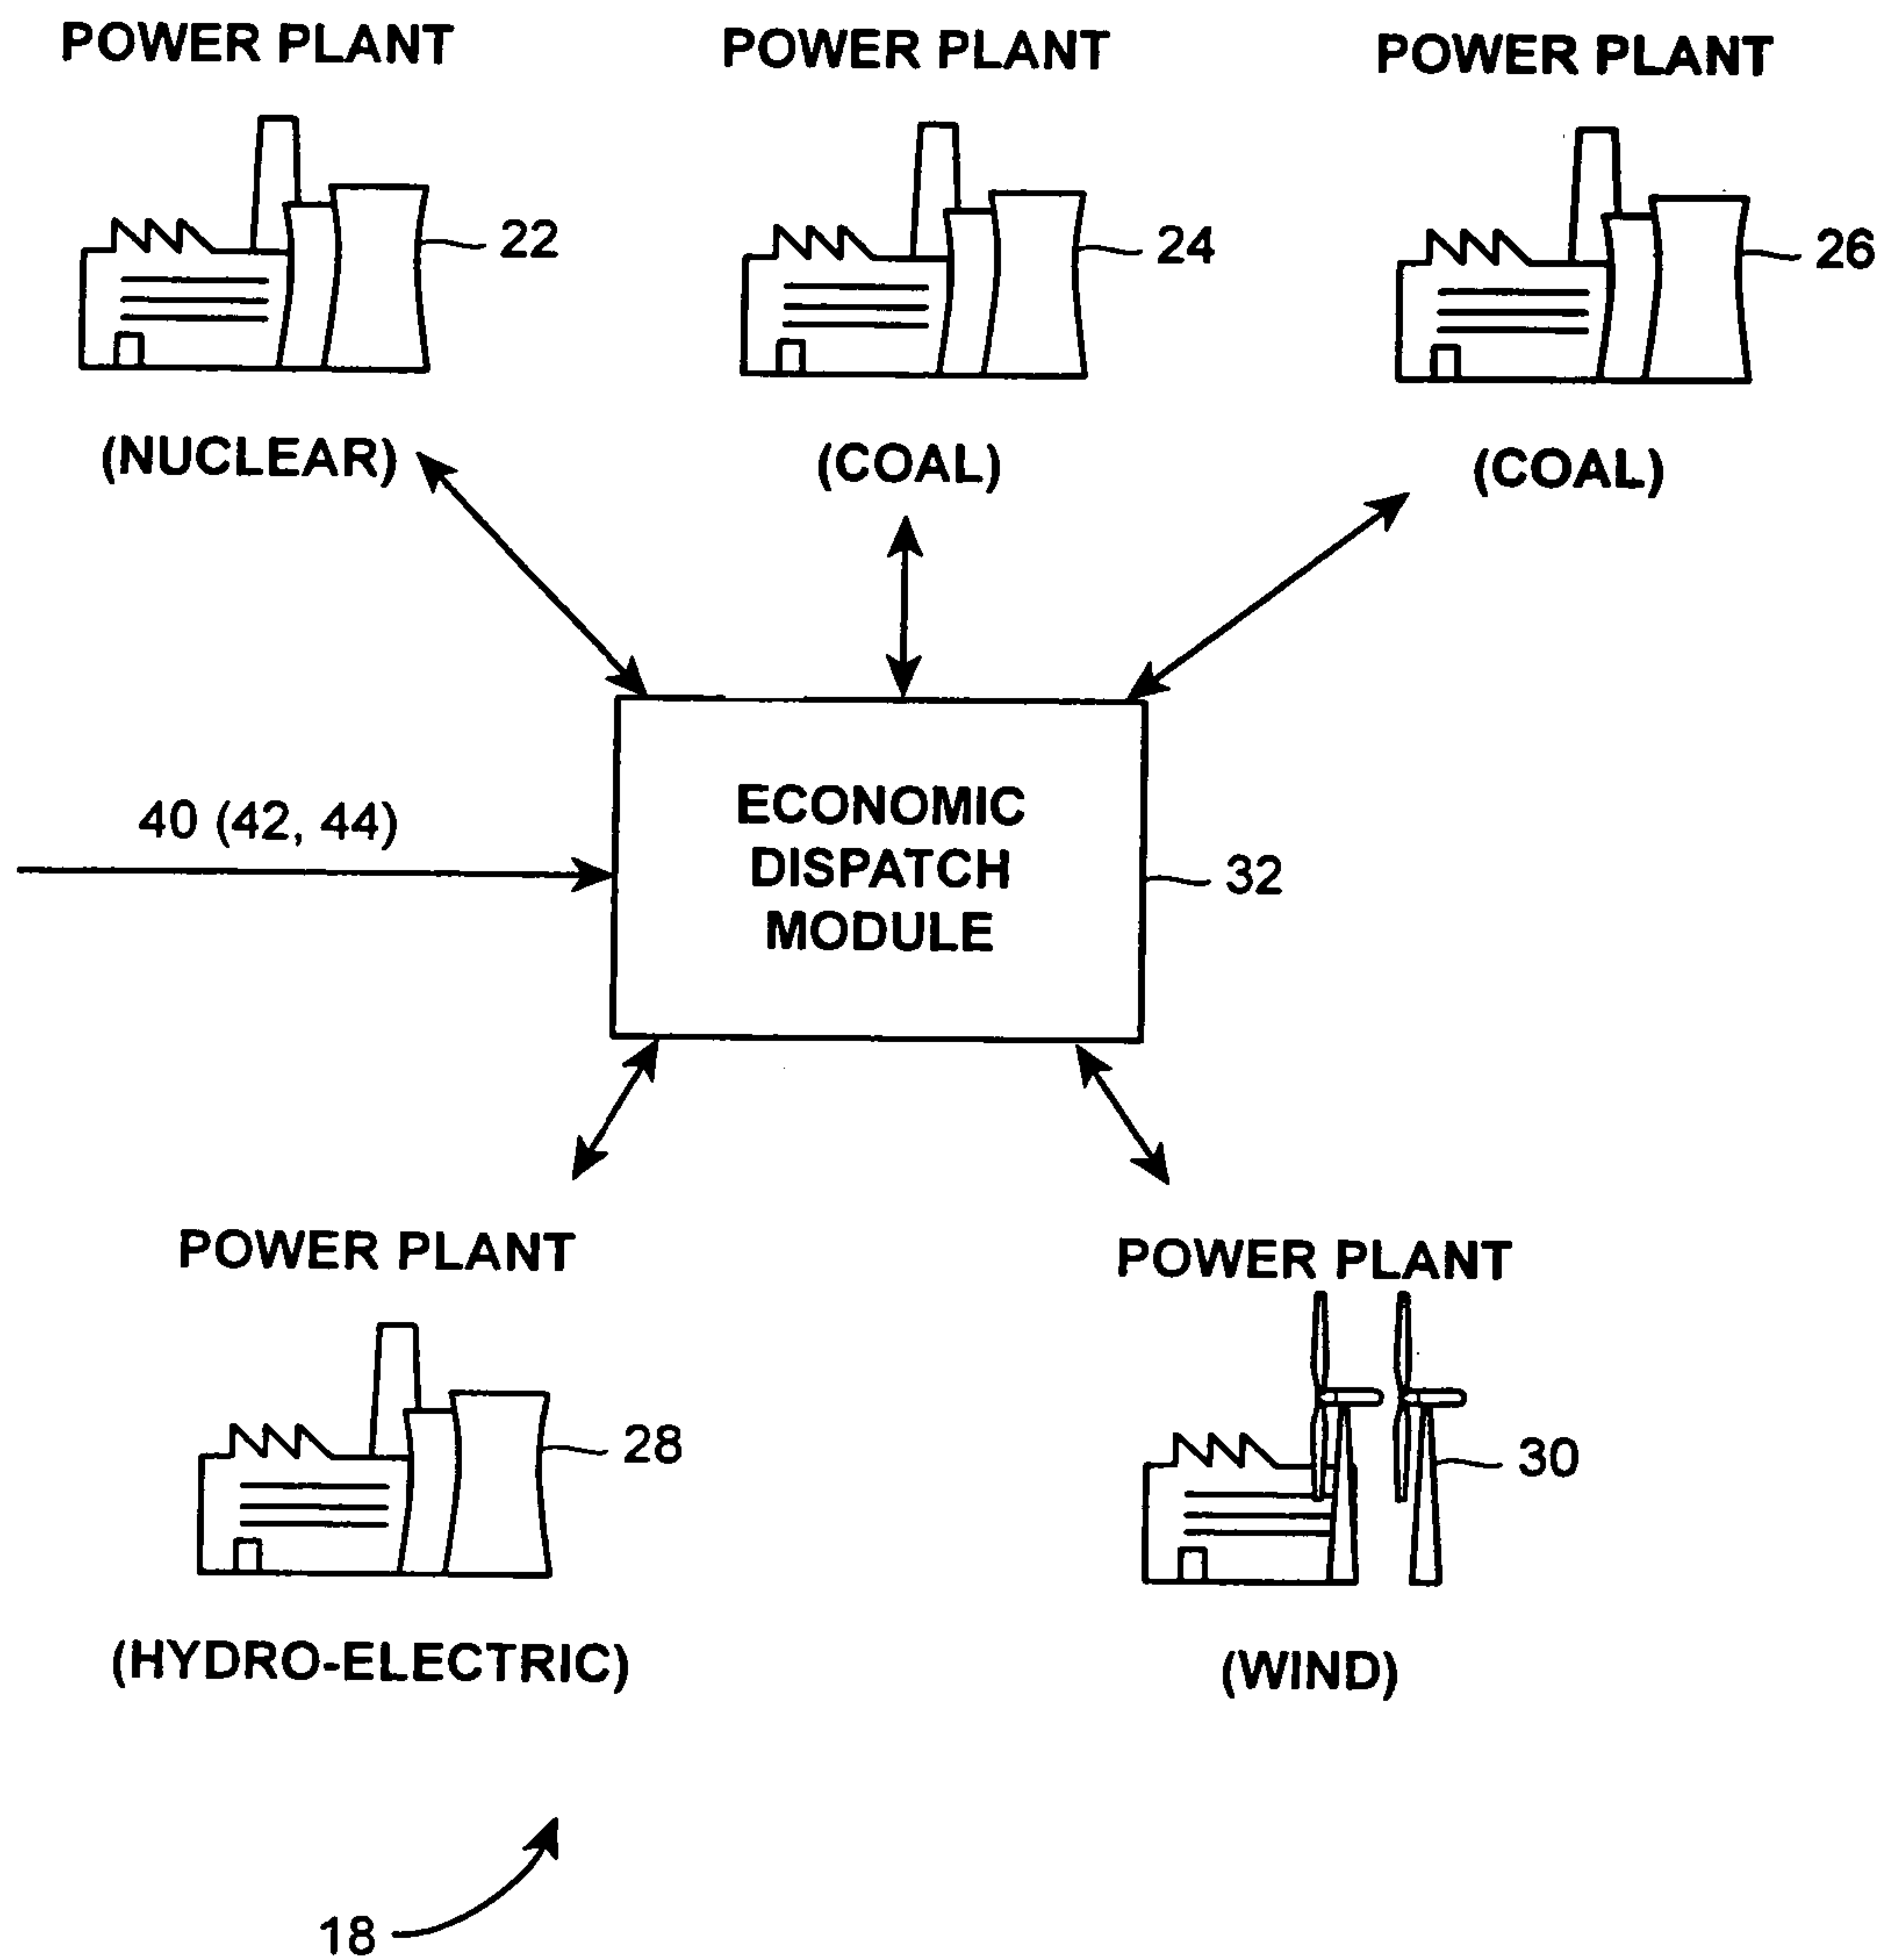 POWER PLANT
POWER PLANT
POWER PLANT
22
24
26
(NUCLEAR)
(COAL)
(COAL)
40 (42, 44)
ECONOMIC
DISPATCH
MODULE
32
POWER PLANT
POWER PLANT
28
30
(HYDRO-ELECTRIC)
(WIND)
18